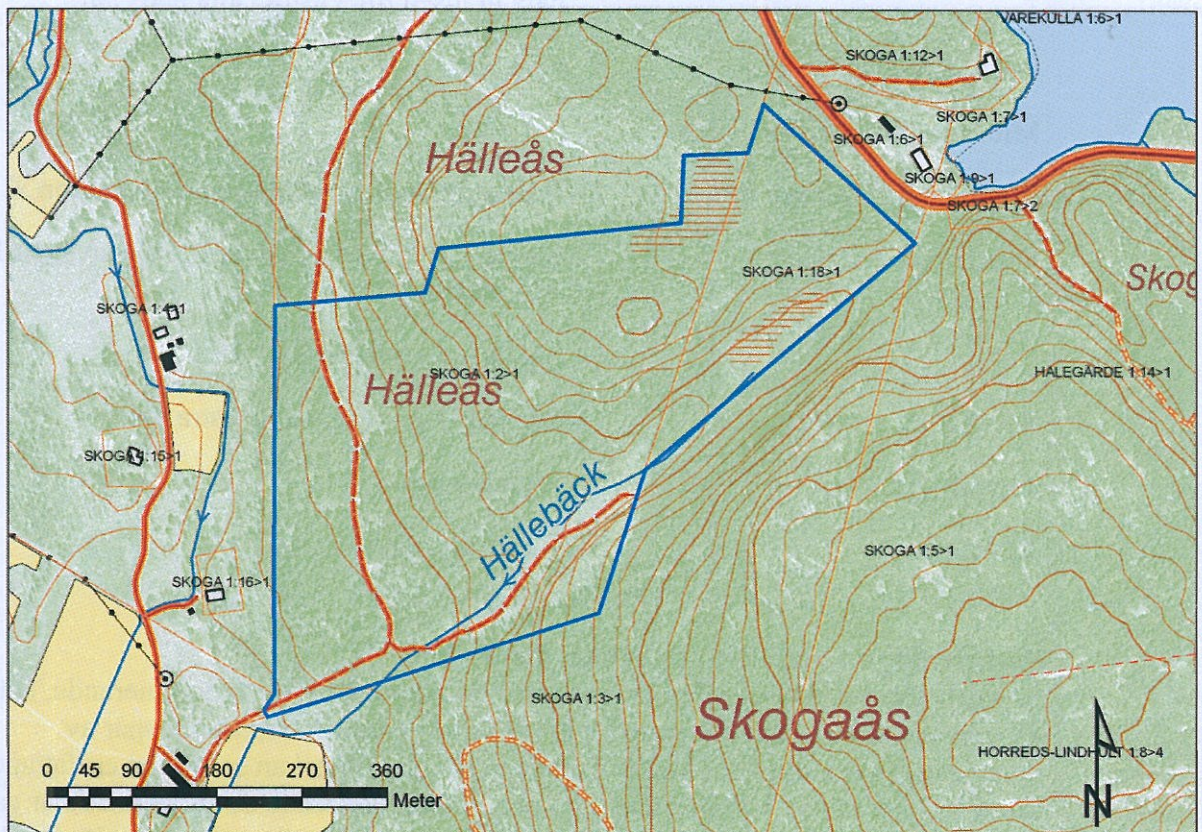 VAREKULLA 1:6>1
SKOGA 1:12>1
SKOGA 1:7>1
SKOGA 1:6>1
SKOGA 1:9>1
SKOGA 1:7>2
Hälleås
SKOGA 1:18>1
Skog
SKOGA 1:4>1
SKOGA 1:2>1
Hälleås
HALEGÄRDE 1:14>1
SKOGA 1:15>1
Hällebäck
SKOGA 1:5>1
SKOGA 1:16>1
SKOGA 1:3>1
Skogaås
HORREDS-LINDHULT 1:8>4
0 45 90 180 270 360
Meter
N